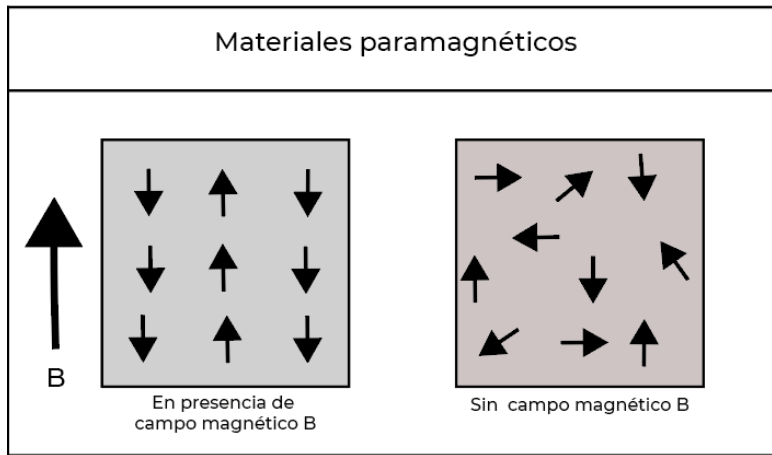 Materiales paramagnéticos
B
En presencia de
campo magnético B
Sin campo magnético B